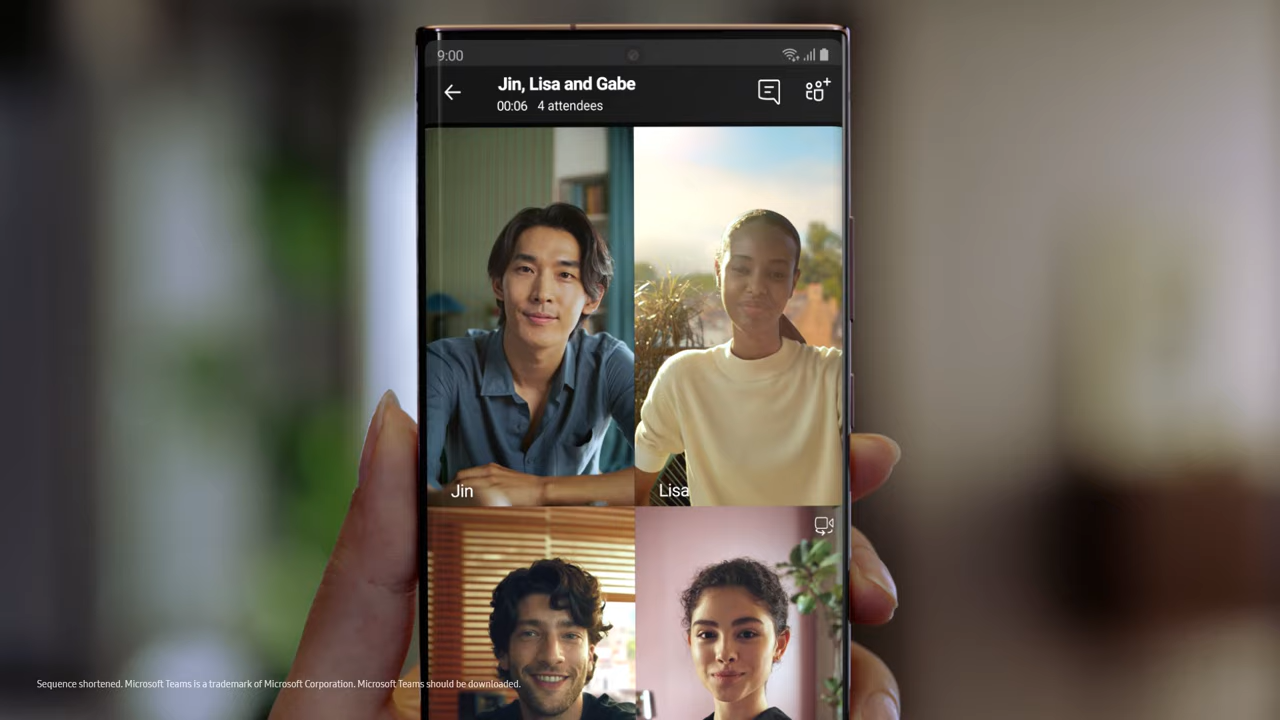 9:00
Jin, Lisa and Gabe
00:06 4 attendees
Jin
Lisa
Sequence shortened. Microsoft Teams is a trademark of Microsoft Corporation. Microsoft Teams should be downloaded.